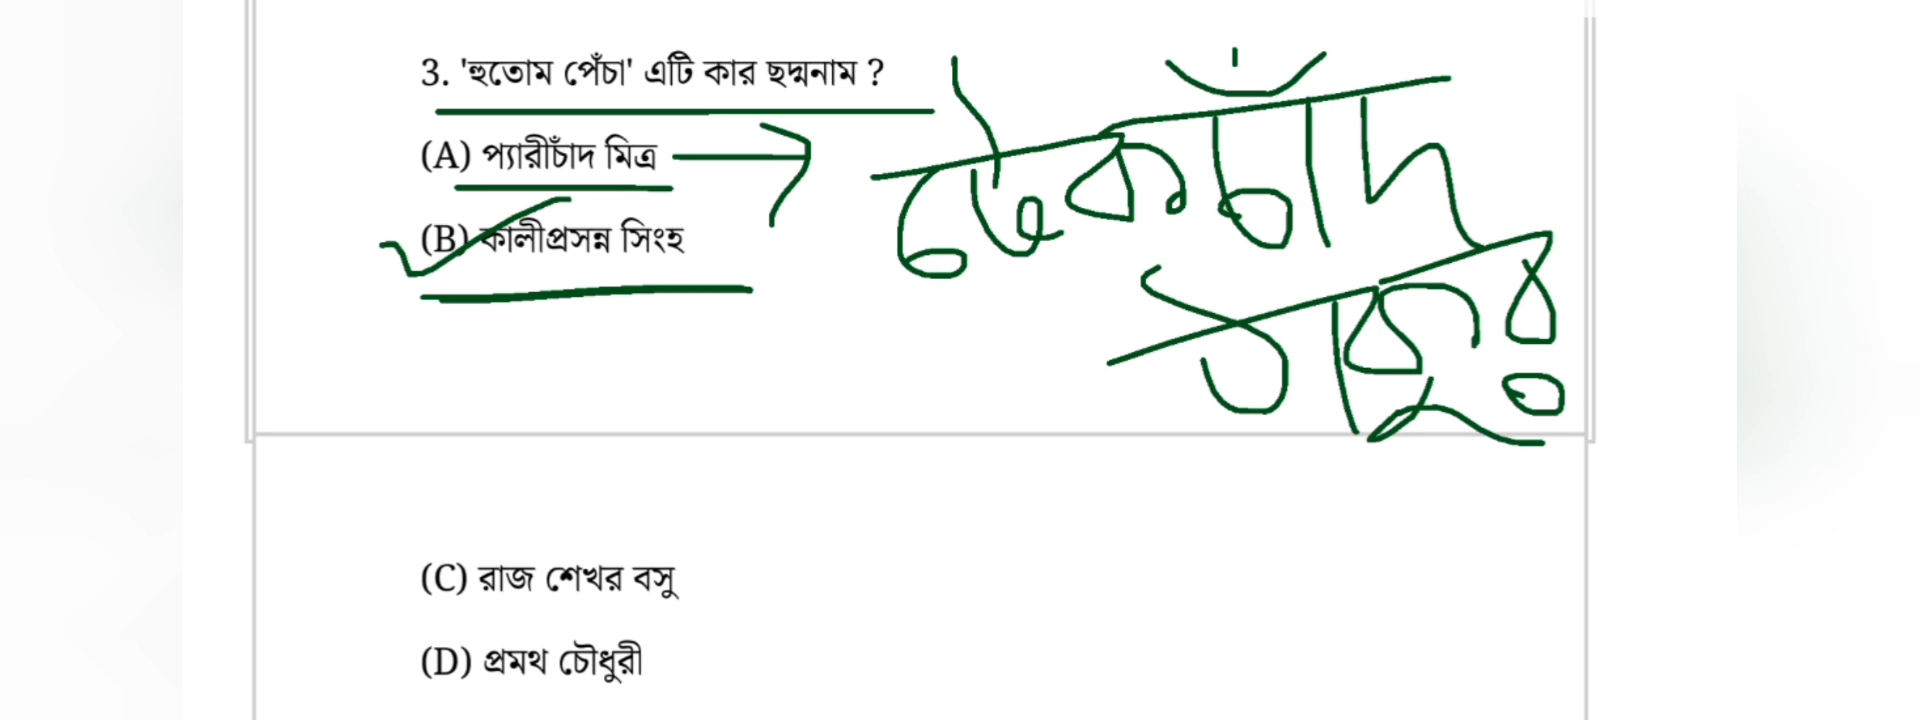 3. 'হুতোম পেঁচা' এটি কার ছদ্মনাম ?
(A) প্যারীচাঁদ মিত্র
টেকচাঁদ
ঠাকুর
(B) কালীপ্রসন্ন সিংহ
(C) রাজ শেখর বসু
(D) প্রমথ চৌধুরী